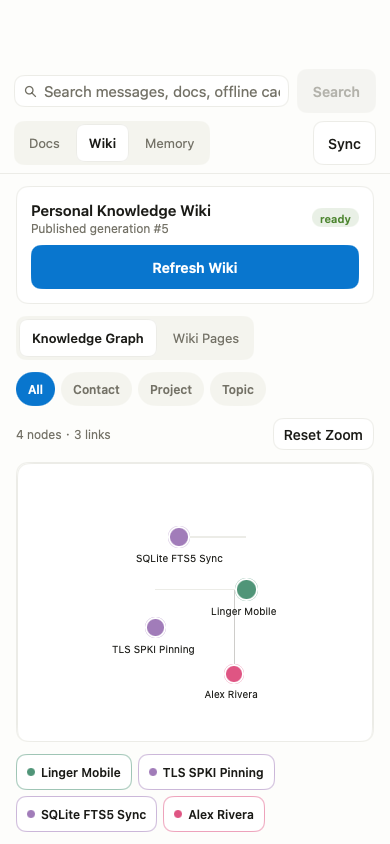 Search messages, docs, offline ca
Search
Docs
Wiki
Memory
Sync
Personal Knowledge Wiki
ready
Published generation #5
Refresh Wiki
Knowledge Graph
Wiki Pages
All
Contact
Project
Topic
4 nodes · 3 links
Reset Zoom
SQLite FTS5 Sync
Linger Mobile
TLS SPKI Pinning
Alex Rivera
Linger Mobile
TLS SPKI Pinning
SQLite FTS5 Sync
Alex Rivera